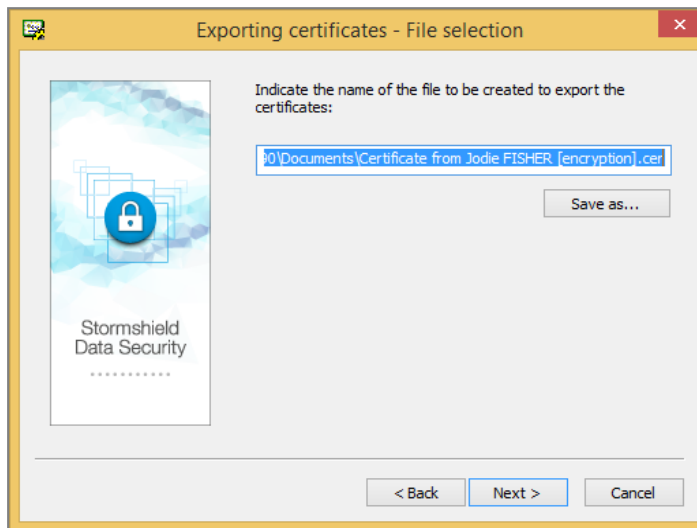 Exporting certificates - File selection
Indicate the name of the file to be created to export the
certificates:
90\Documents\Certificate from Jodie FISHER [encryption].cer
Save as...
Stormshield
Data Security
< Back
Next >
Cancel